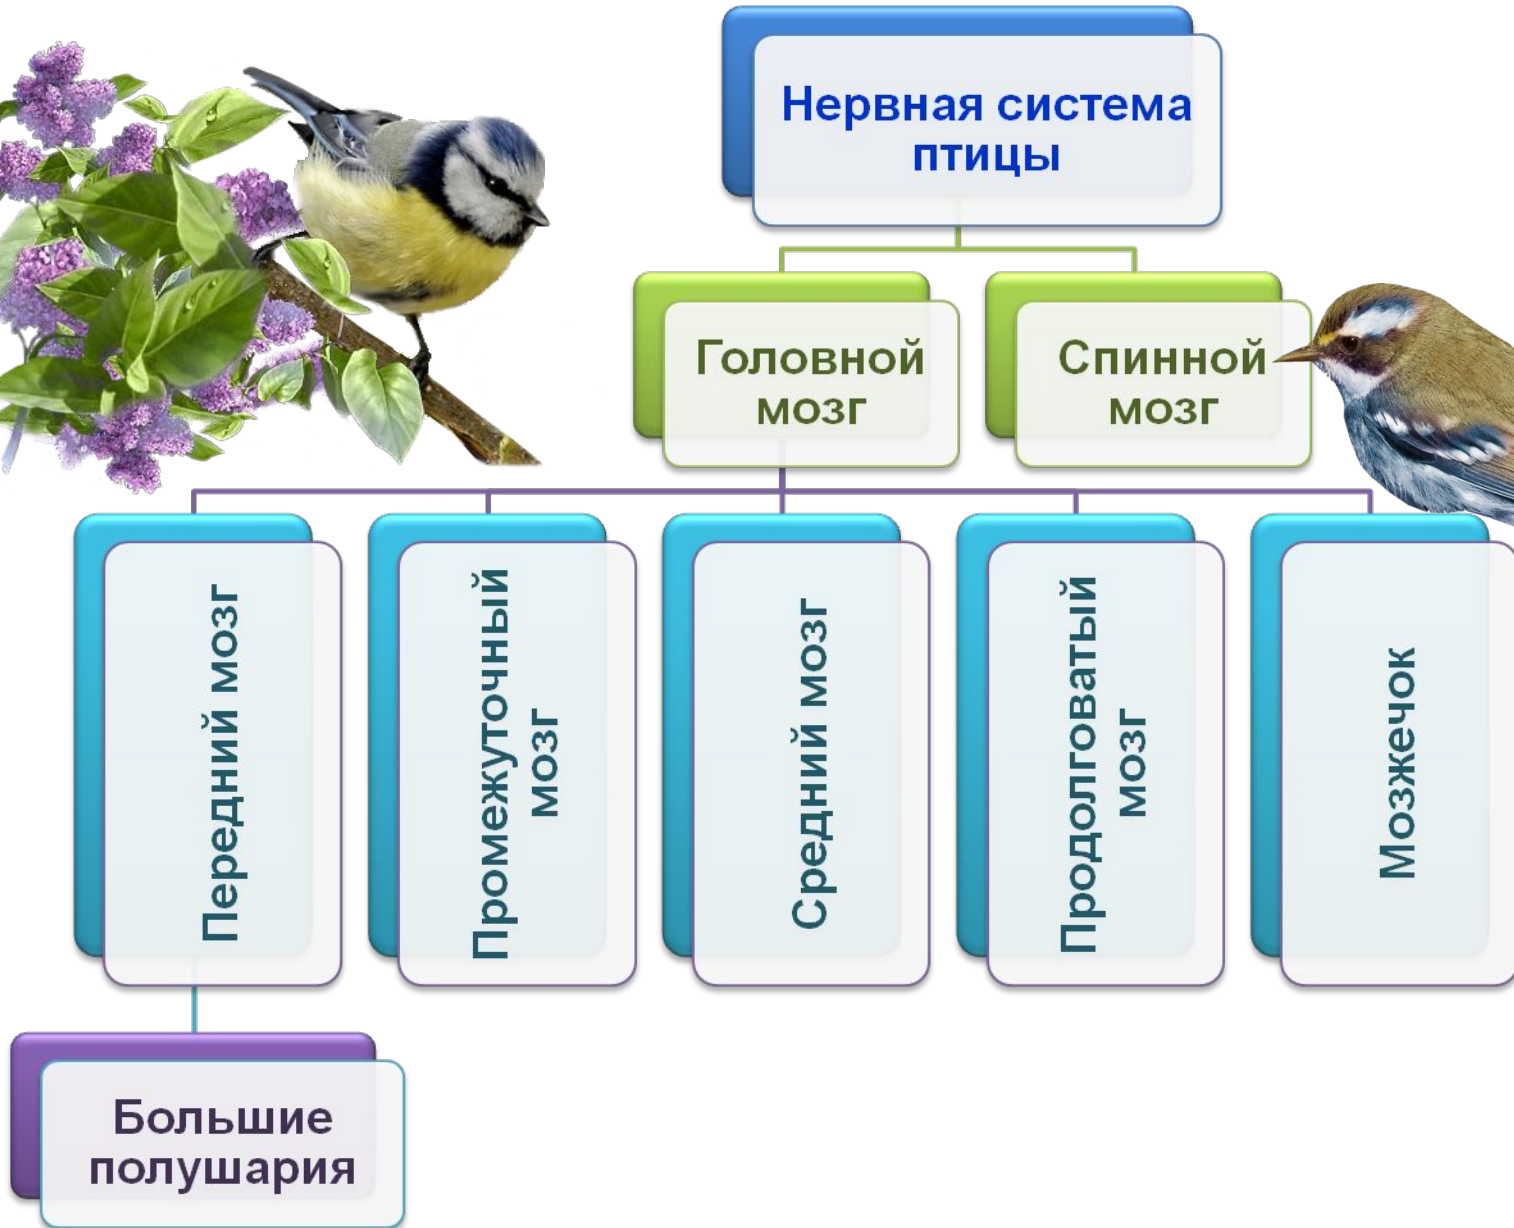 Нервная система
птицы
Головной
мозг
Спинной
мозг
Передний мозг
Промежуточный
мозг
Средний мозг
Продолговатый
мозг
Мозжечок
Большие
полушария